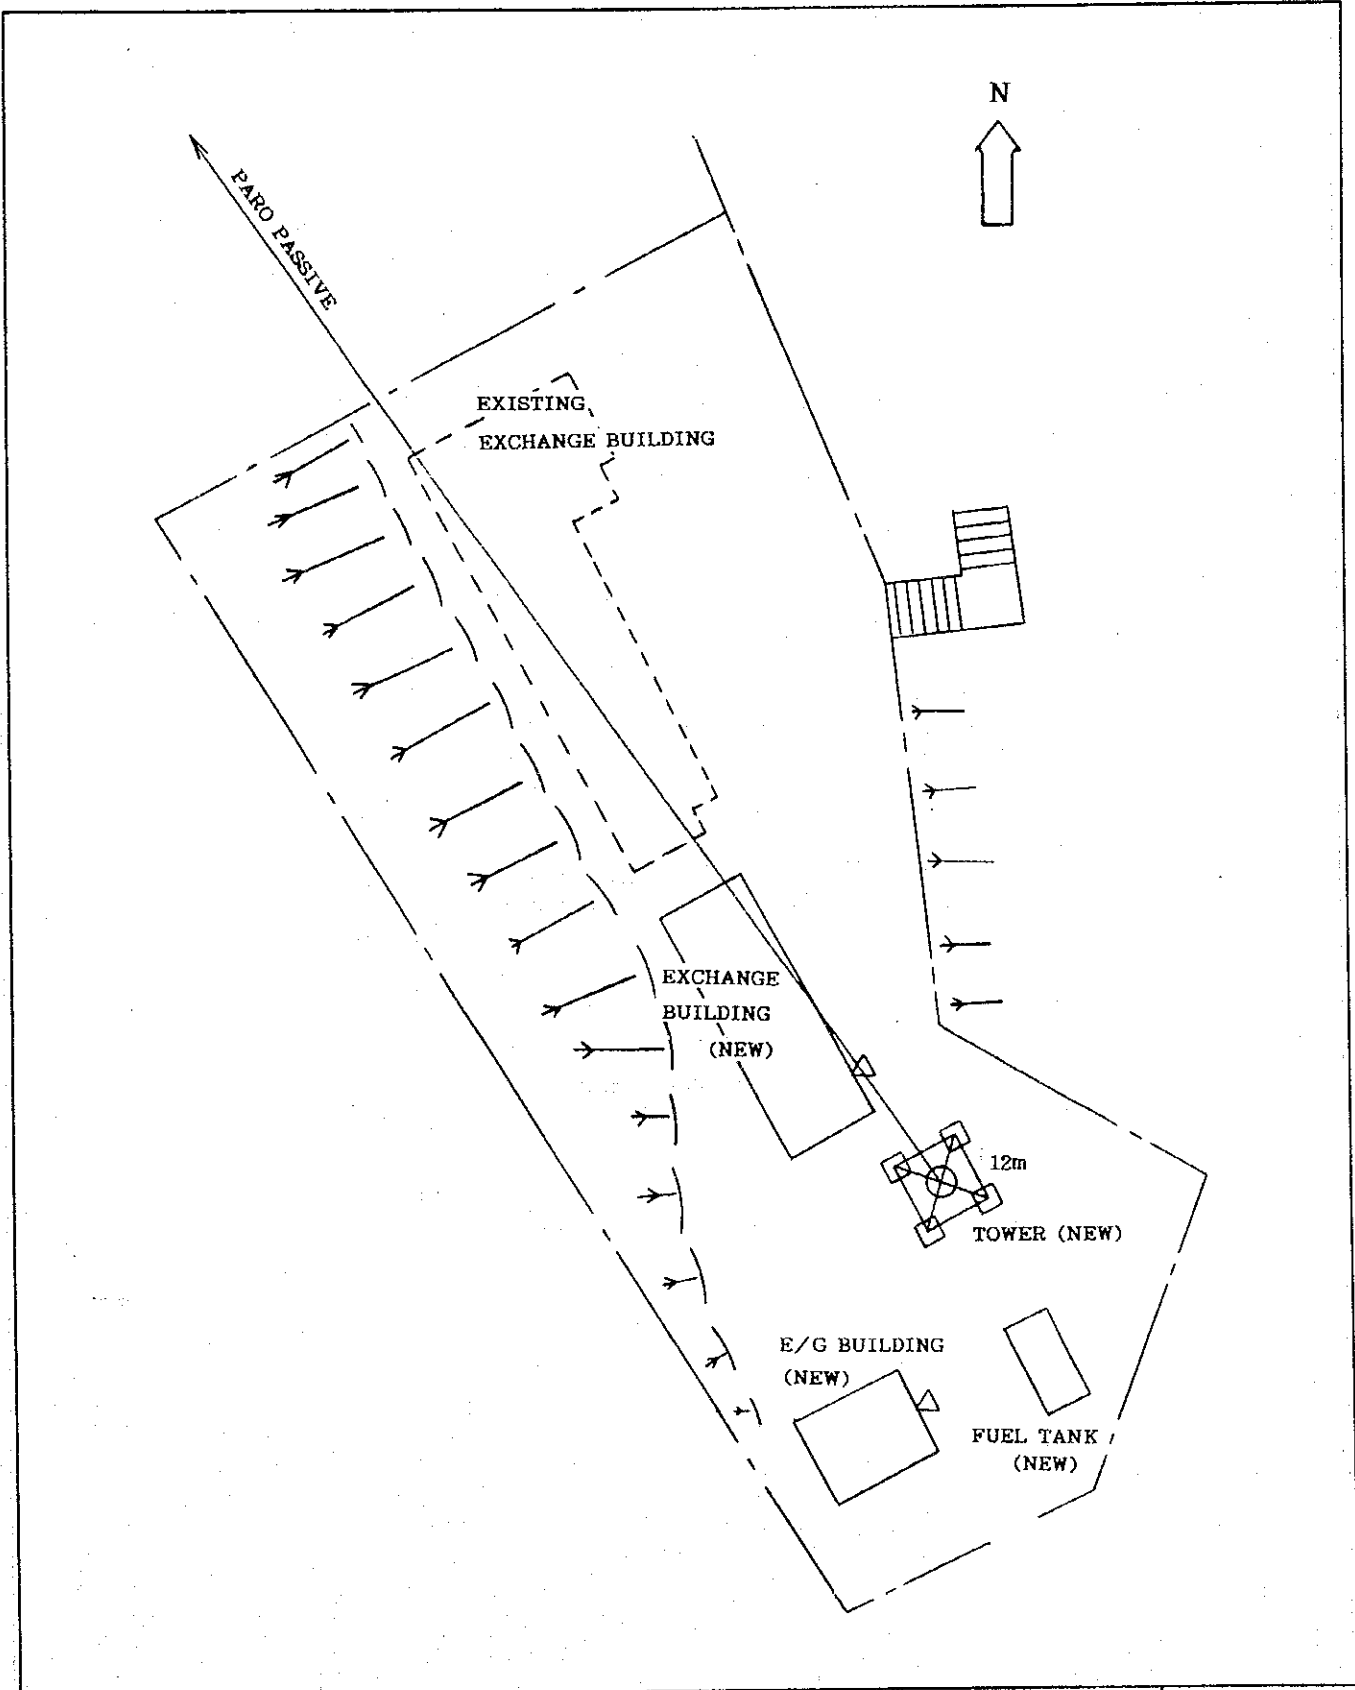 N
PARO PASSIVE
EXISTING
EXCHANGE BUILDING
EXCHANGE
BUILDING
(NEW)
12m
TOWER (NEW)
E/G BUILDING
(NEW)
FUEL TANK
(NEW)